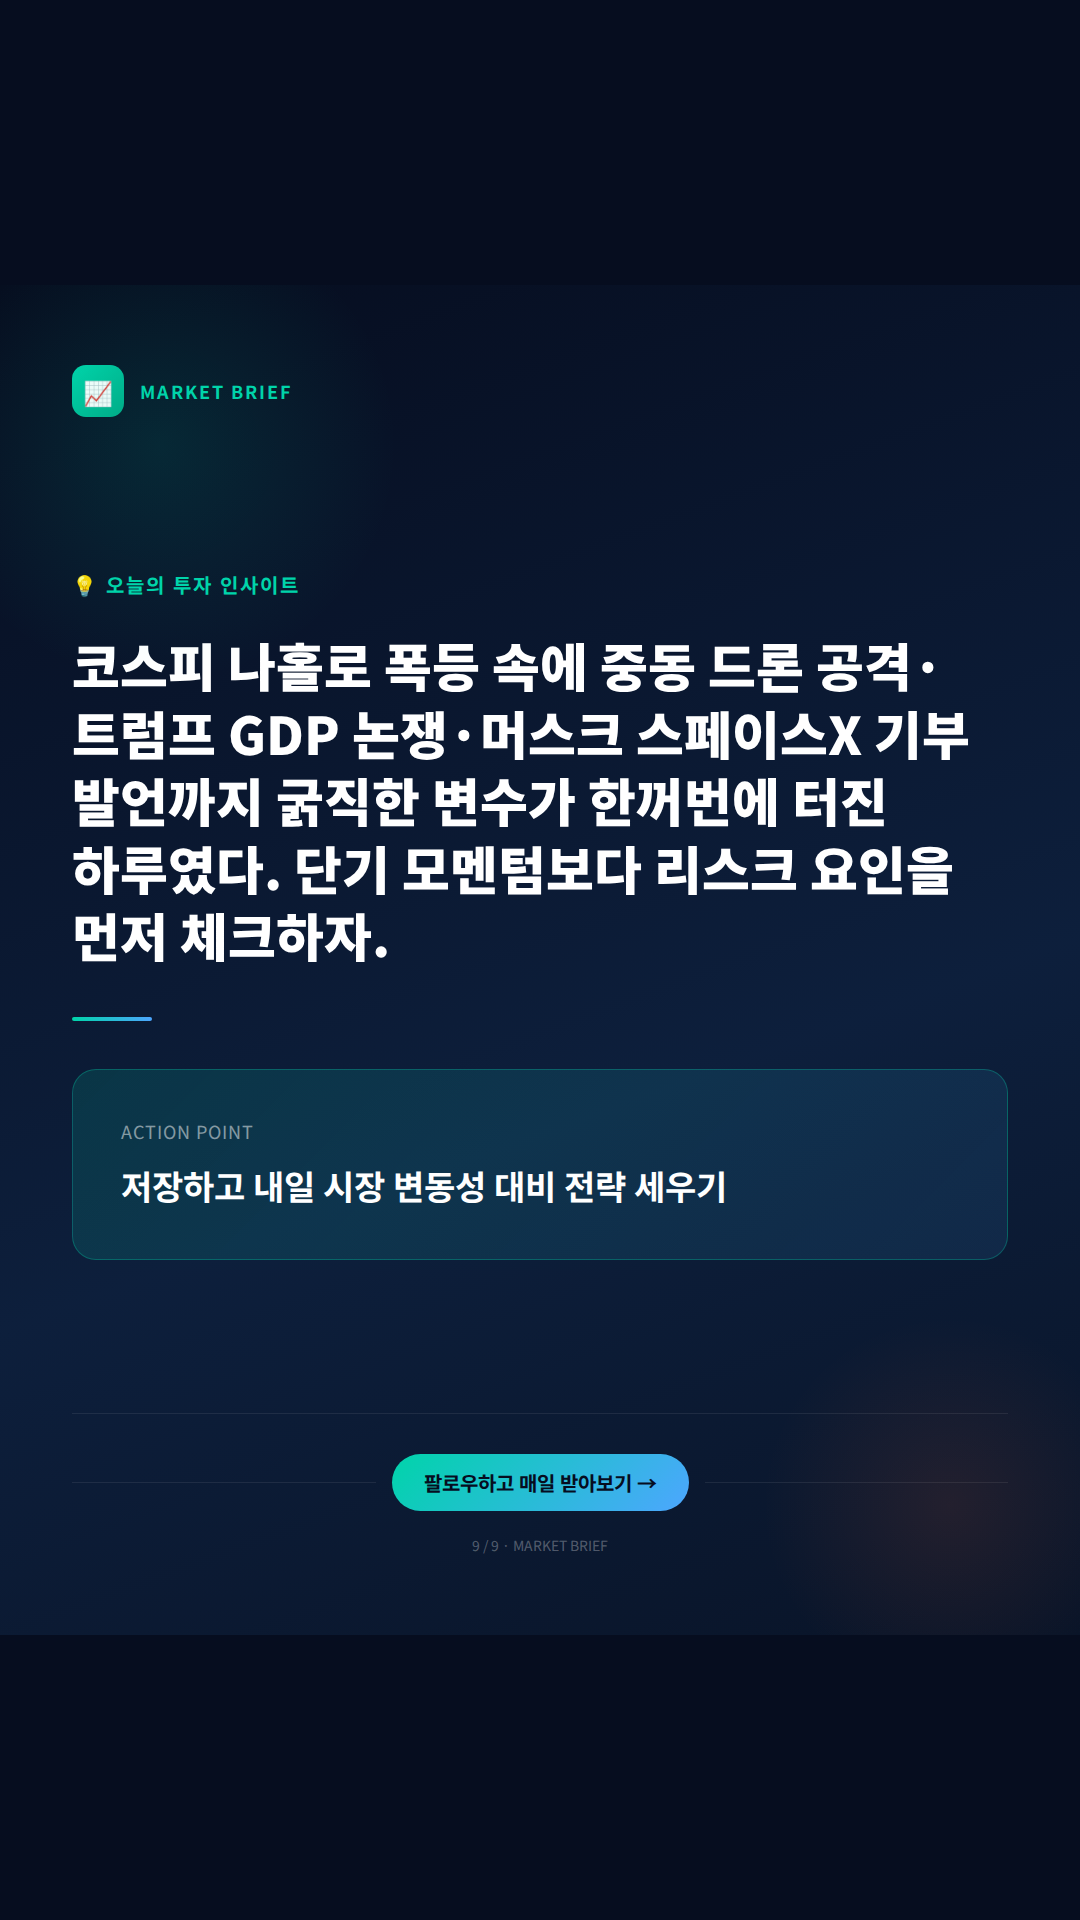 MARKET BRIEF
💡 오늘의 투자 인사이트
코스피 나홀로 폭등 속에 중동 드론 공격·
트럼프 GDP 논쟁·머스크 스페이스X 기부
발언까지 굵직한 변수가 한꺼번에 터진
하루였다. 단기 모멘텀보다 리스크 요인을
먼저 체크하자.
ACTION POINT
저장하고 내일 시장 변동성 대비 전략 세우기
팔로우하고 매일 받아보기 →
9 / 9 · MARKET BRIEF